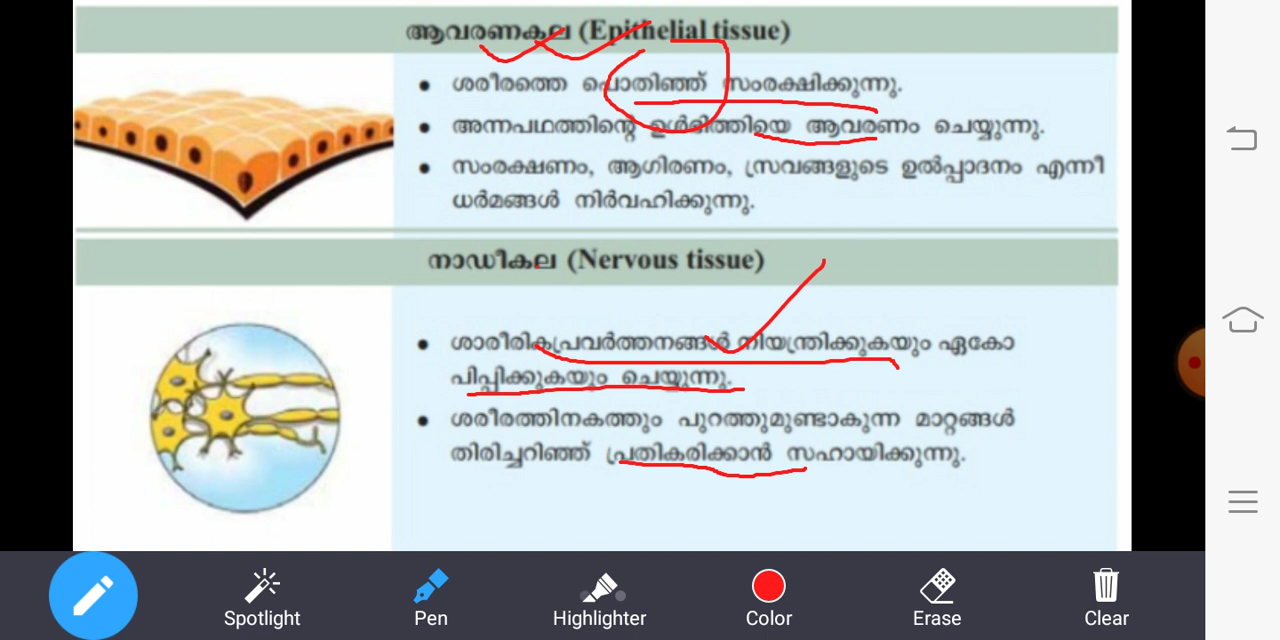 ആവരണകല (Epithelial tissue)
• ശരീരത്തെ പൊതിഞ്ഞ് സംരക്ഷിക്കുന്നു.
• അന്നപഥത്തിന്റെ ഉൾഭിത്തിയെ ആവരണം ചെയ്യുന്നു.
• സംരക്ഷണം, ആഗിരണം, സ്രവങ്ങളുടെ ഉൽപ്പാദനം എന്നീ
ധർമങ്ങൾ നിർവഹിക്കുന്നു.
നാഡീകല (Nervous tissue)
• ശാരീരികപ്രവർത്തനങ്ങൾ നിയന്ത്രിക്കുകയും ഏകോ
പിപ്പിക്കുകയും ചെയ്യുന്നു.
• ശരീരത്തിനകത്തും പുറത്തുമുണ്ടാകുന്ന മാറ്റങ്ങൾ
തിരിച്ചറിഞ്ഞ് പ്രതികരിക്കാൻ സഹായിക്കുന്നു.
Spotlight Pen Highlighter Color Erase Clear